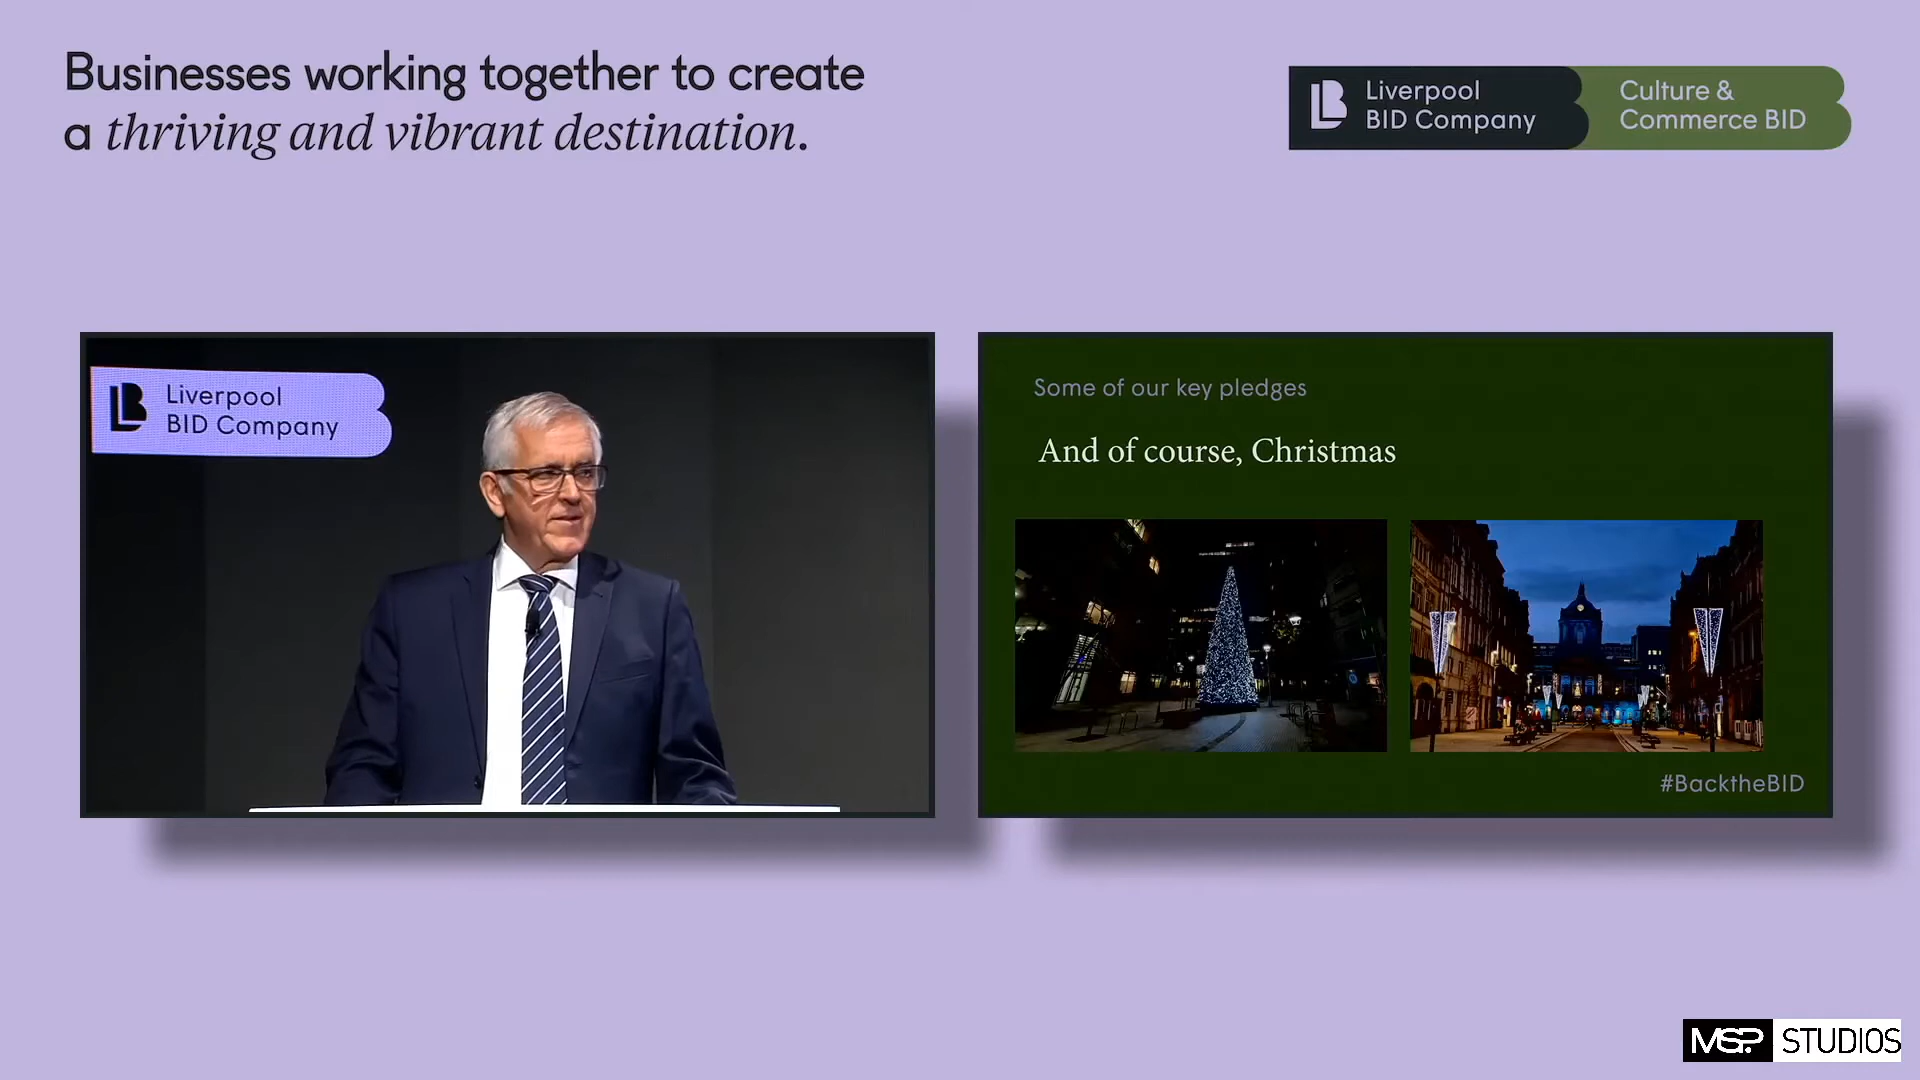 Businesses working together to create
a thriving and vibrant destination.
Liverpool
BID Company
Culture &
Commerce BID
Liverpool
BID Company
Some of our key pledges
And of course, Christmas
#BacktheBID
MSP STUDIOS